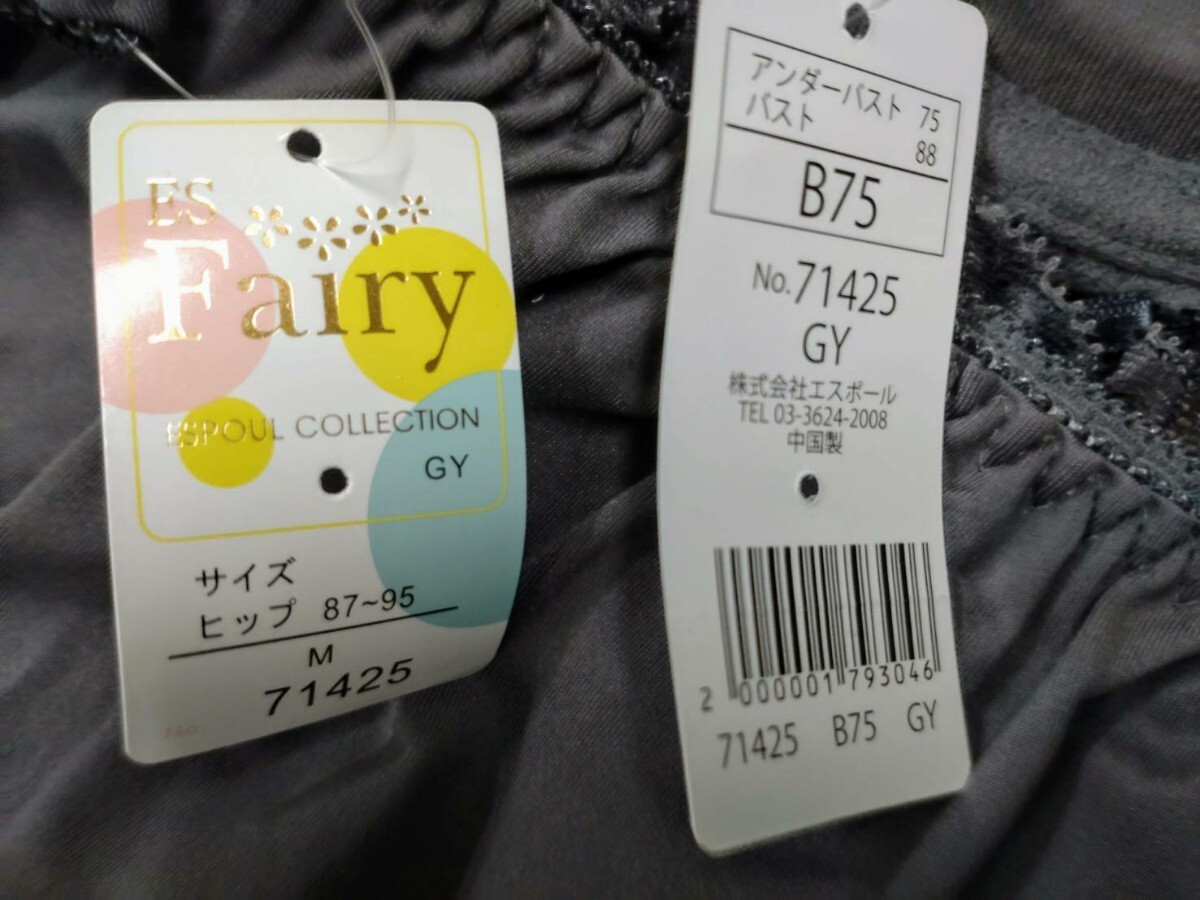 ES
Fairy
ESPOUL COLLECTION
GY
サイズ
ヒップ 87~95
M
71425
No
アンダーバスト 75
バスト 88
B75
No.71425
GY
株式会社エスポール
TEL 03-3624-2008
中国製
2 000001 793046
71425 B75 GY